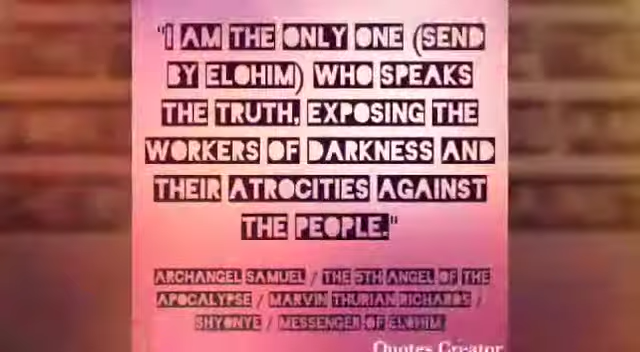 "I AM THE ONLY ONE (SEND
BY ELOHIM) WHO SPEAKS
THE TRUTH, EXPOSING THE
WORKERS OF DARKNESS AND
THEIR ATROCITIES AGAINST
THE PEOPLE."
ARCHANGEL SAMUEL / THE 5TH ANGEL OF THE
APOCALYPSE / MARVIN THURIAN RICHARDS /
SHYONYE / MESSENGER OF ELOHIM
Quotes Creator